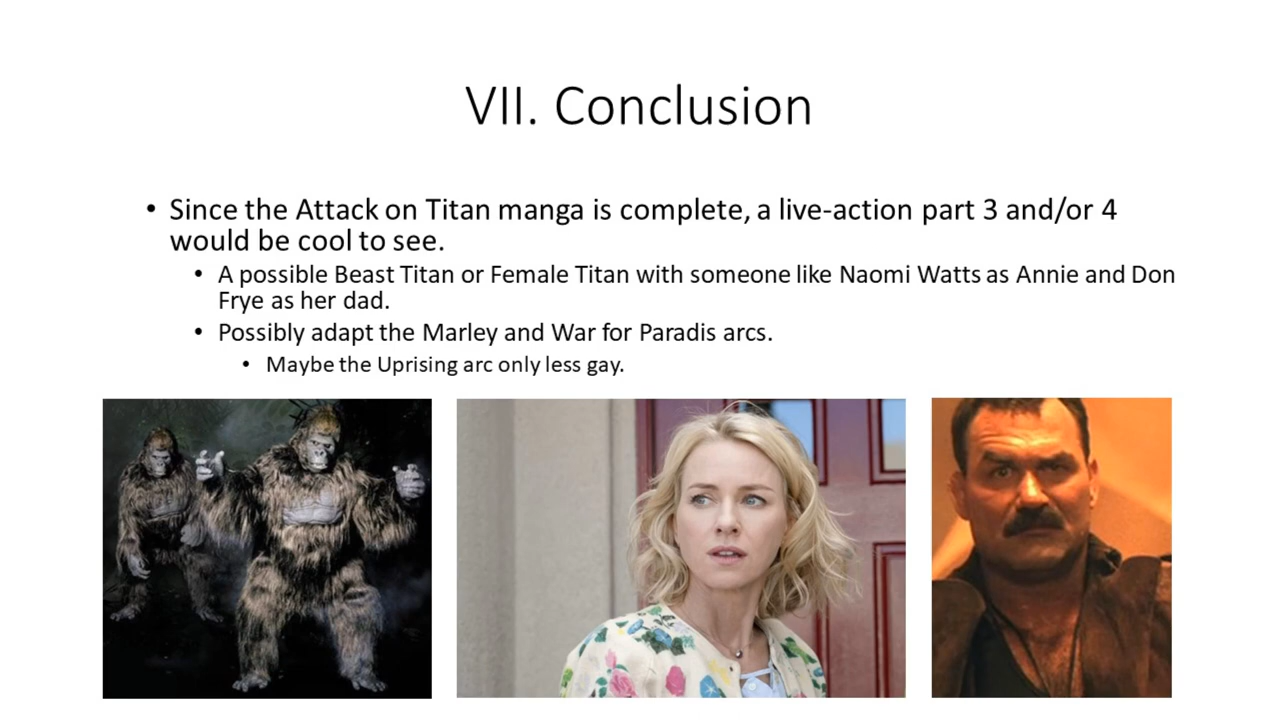 VII. Conclusion
• Since the Attack on Titan manga is complete, a live-action part 3 and/or 4
would be cool to see.
• A possible Beast Titan or Female Titan with someone like Naomi Watts as Annie and Don
Frye as her dad.
• Possibly adapt the Marley and War for Paradis arcs.
• Maybe the Uprising arc only less gay.